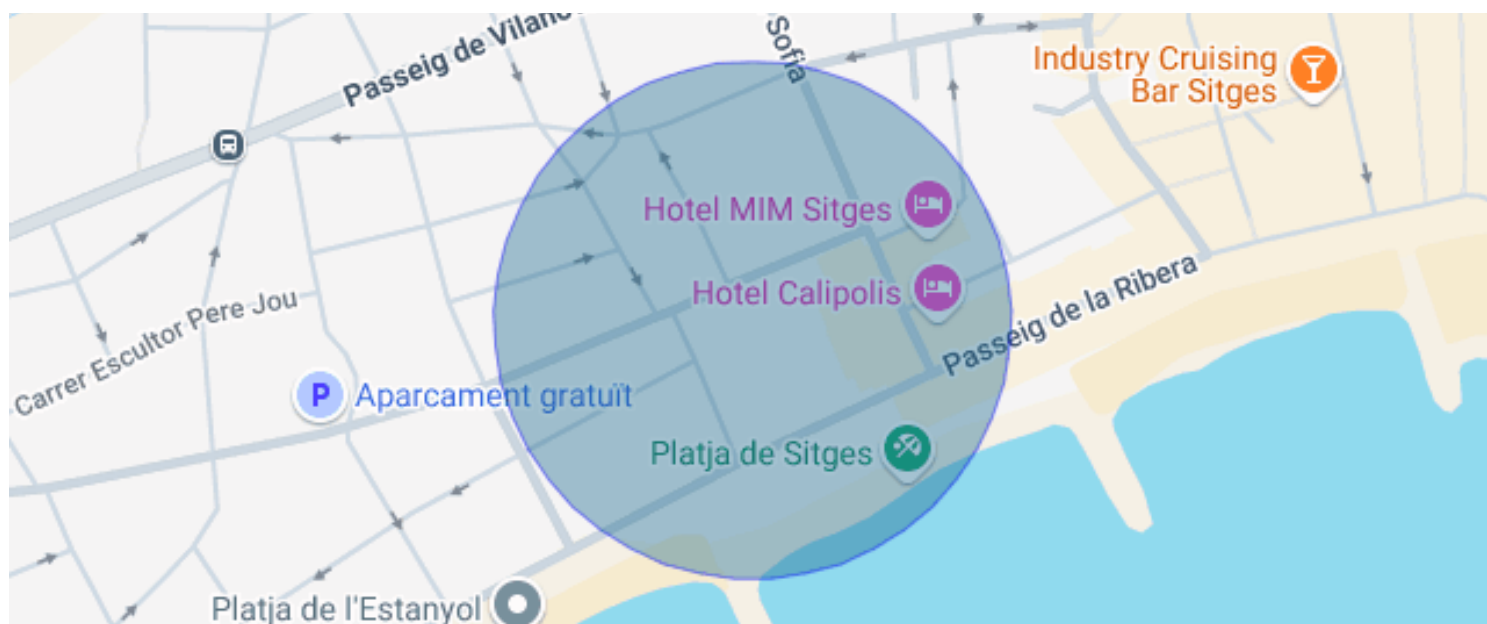 Passeig de Vilano
Sofia
Industry Cruising
Bar Sitges
Hotel MIM Sitges
Hotel Calipolis
Passeig de la Ribera
Carrer Escultor Pere Jou
P
Aparcament gratuït
Platja de Sitges
Platja de l'Estanyol